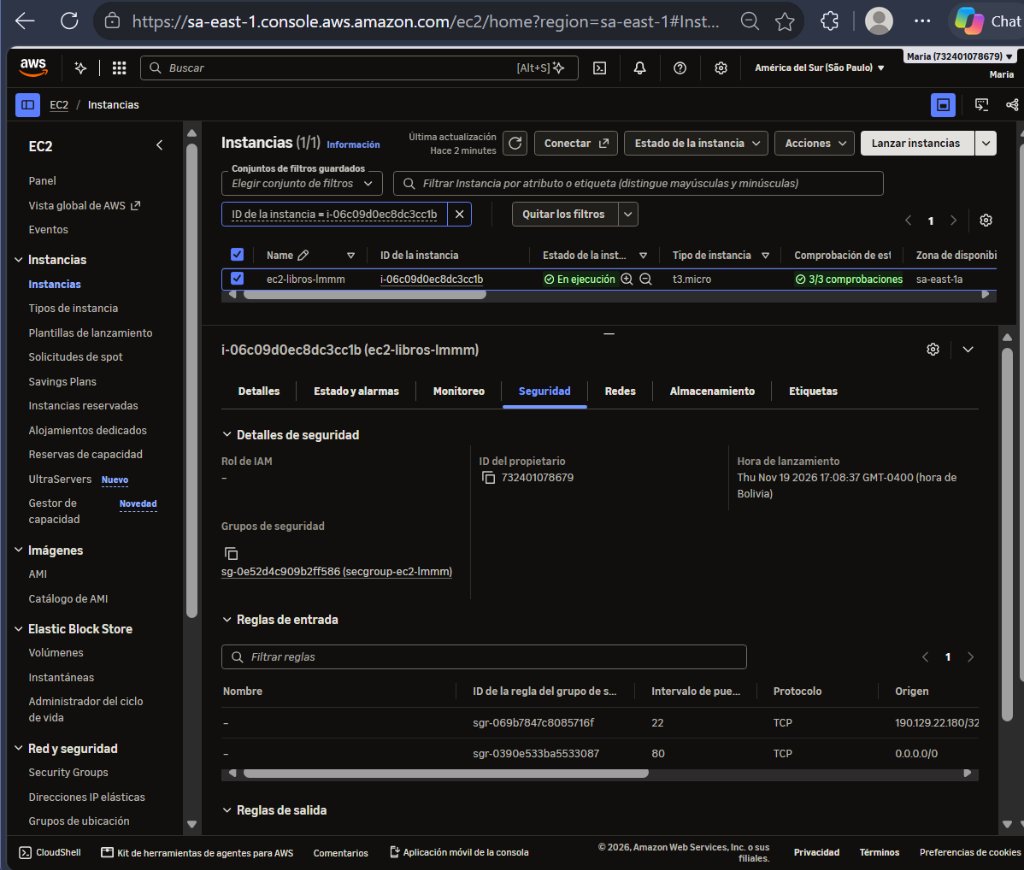 https://sa-east-1.console.aws.amazon.com/ec2/home?region=sa-east-1#Inst...
Chat
aws
Buscar
[Alt+S]
América del Sur (São Paulo)
Maria (732401078679)
Maria
EC2 / Instancias
EC2
Panel
Vista global de AWS
Eventos
Instancias
Instancias
Tipos de instancia
Plantillas de lanzamiento
Solicitudes de spot
Savings Plans
Instancias reservadas
Alojamientos dedicados
Reservas de capacidad
UltraServers Nuevo
Gestor de capacidad Novedad
Imágenes
AMI
Catálogo de AMI
Elastic Block Store
Volúmenes
Instantáneas
Administrador del ciclo
de vida
Red y seguridad
Security Groups
Direcciones IP elásticas
Grupos de ubicación
Instancias (1/1) Información
Última actualización
Hace 2 minutes
Conectar
Estado de la instancia
Acciones
Lanzar instancias
Conjuntos de filtros guardados
Elegir conjunto de filtros
Filtrar Instancia por atributo o etiqueta (distingue mayúsculas y minúsculas)
ID de la instancia = i-06c09d0ec8dc3cc1b
Quitar los filtros
1
Name ID de la instancia Estado de la inst... Tipo de instancia Comprobación de est Zona de disponibi
ec2-libros-lmmm i-06c09d0ec8dc3cc1b En ejecución t3.micro 3/3 comprobaciones sa-east-1a
i-06c09d0ec8dc3cc1b (ec2-libros-lmmm)
Detalles Estado y alarmas Monitoreo Seguridad Redes Almacenamiento Etiquetas
Detalles de seguridad
Rol de IAM
–
ID del propietario
732401078679
Hora de lanzamiento
Thu Nov 19 2026 17:08:37 GMT-0400 (hora de
Bolivia)
Grupos de seguridad
sg-0e52d4c909b2ff586 (secgroup-ec2-lmmm)
Reglas de entrada
Filtrar reglas
1
Nombre ID de la regla del grupo de s... Intervalo de pue... Protocolo Origen
– sgr-069b7847c8085716f 22 TCP 190.129.22.180/32
– sgr-0390e533ba5533087 80 TCP 0.0.0.0/0
Reglas de salida
CloudShell
Kit de herramientas de agentes para AWS
Comentarios
Aplicación móvil de la consola
© 2026, Amazon Web Services, Inc. o sus
filiales.
Privacidad
Términos
Preferencias de cookies